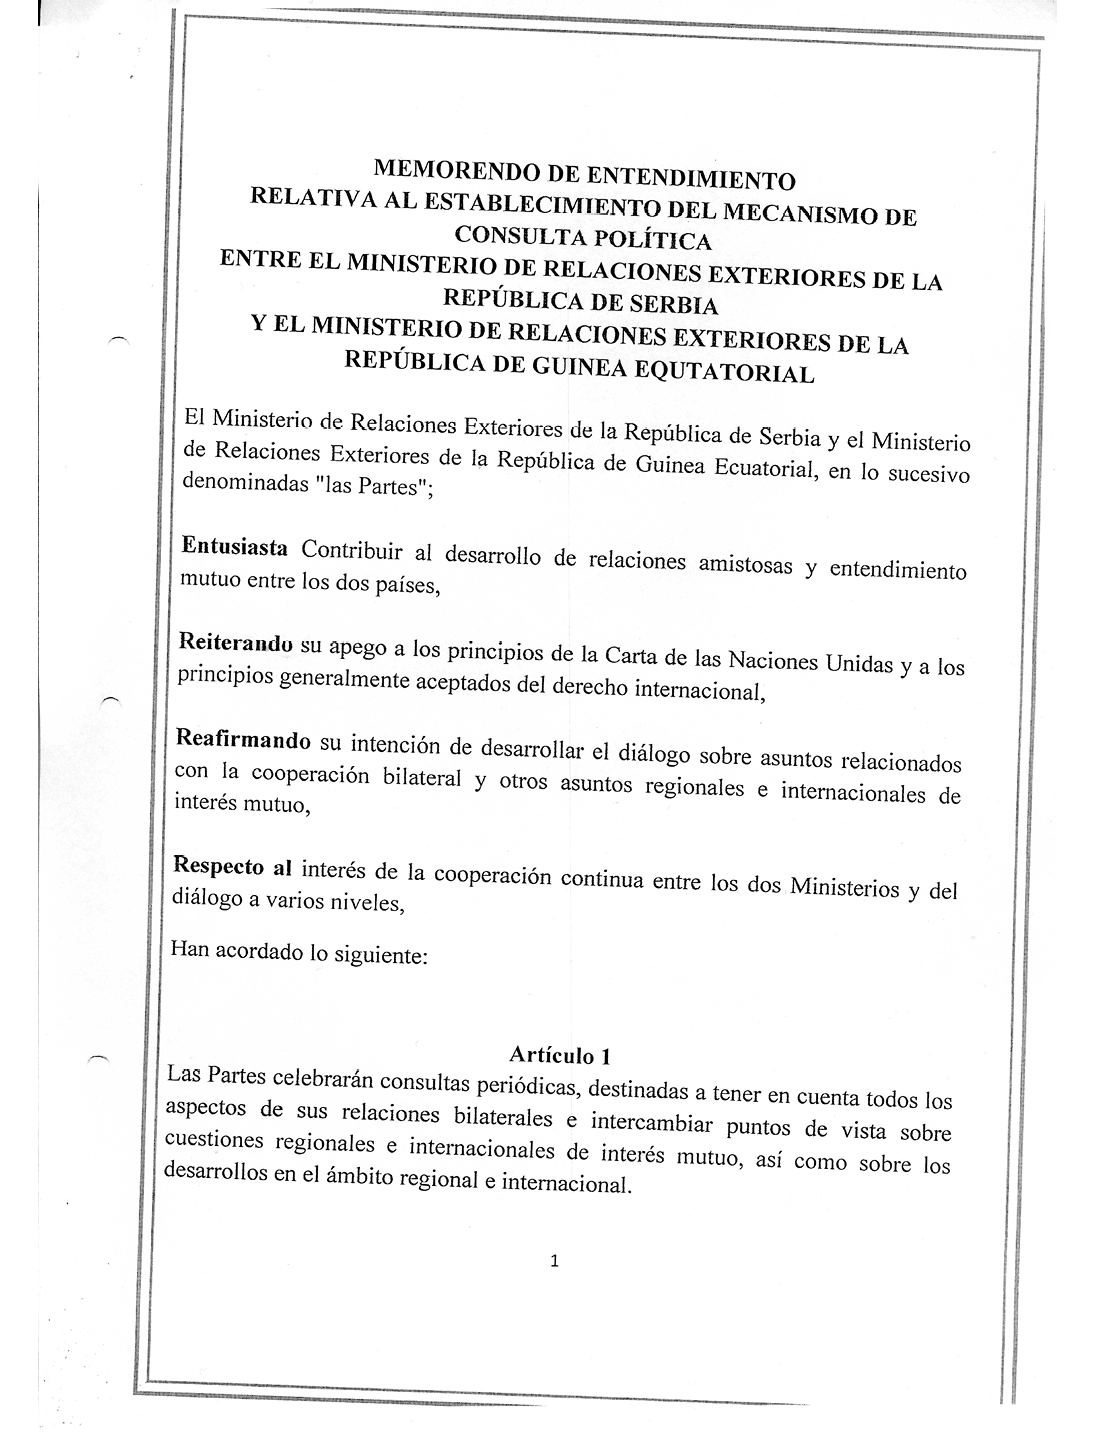 MEMORENDO DE ENTENDIMIENTO
RELATIVA AL ESTABLECIMIENTO DEL MECANISMO DE
CONSULTA POLÍTICA
ENTRE EL MINISTERIO DE RELACIONES EXTERIORES DE LA
REPÚBLICA DE SERBIA
Y EL MINISTERIO DE RELACIONES EXTERIORES DE LA
REPÚBLICA DE GUINEA EQUTATORIAL
El Ministerio de Relaciones Exteriores de la República de Serbia y el Ministerio
de Relaciones Exteriores de la República de Guinea Ecuatorial, en lo sucesivo
denominadas "las Partes";
Entusiasta Contribuir al desarrollo de relaciones amistosas y entendimiento
mutuo entre los dos países,
Reiterando su apego a los principios de la Carta de las Naciones Unidas y a los
principios generalmente aceptados del derecho internacional,
Reafirmando su intención de desarrollar el diálogo sobre asuntos relacionados
con la cooperación bilateral y otros asuntos regionales e internacionales de
interés mutuo,
Respecto al interés de la cooperación continua entre los dos Ministerios y del
diálogo a varios niveles,
Han acordado lo siguiente:
Artículo 1
Las Partes celebrarán consultas periódicas, destinadas a tener en cuenta todos los
aspectos de sus relaciones bilaterales e intercambiar puntos de vista sobre
cuestiones regionales e internacionales de interés mutuo, así como sobre los
desarrollos en el ámbito regional e internacional.
1